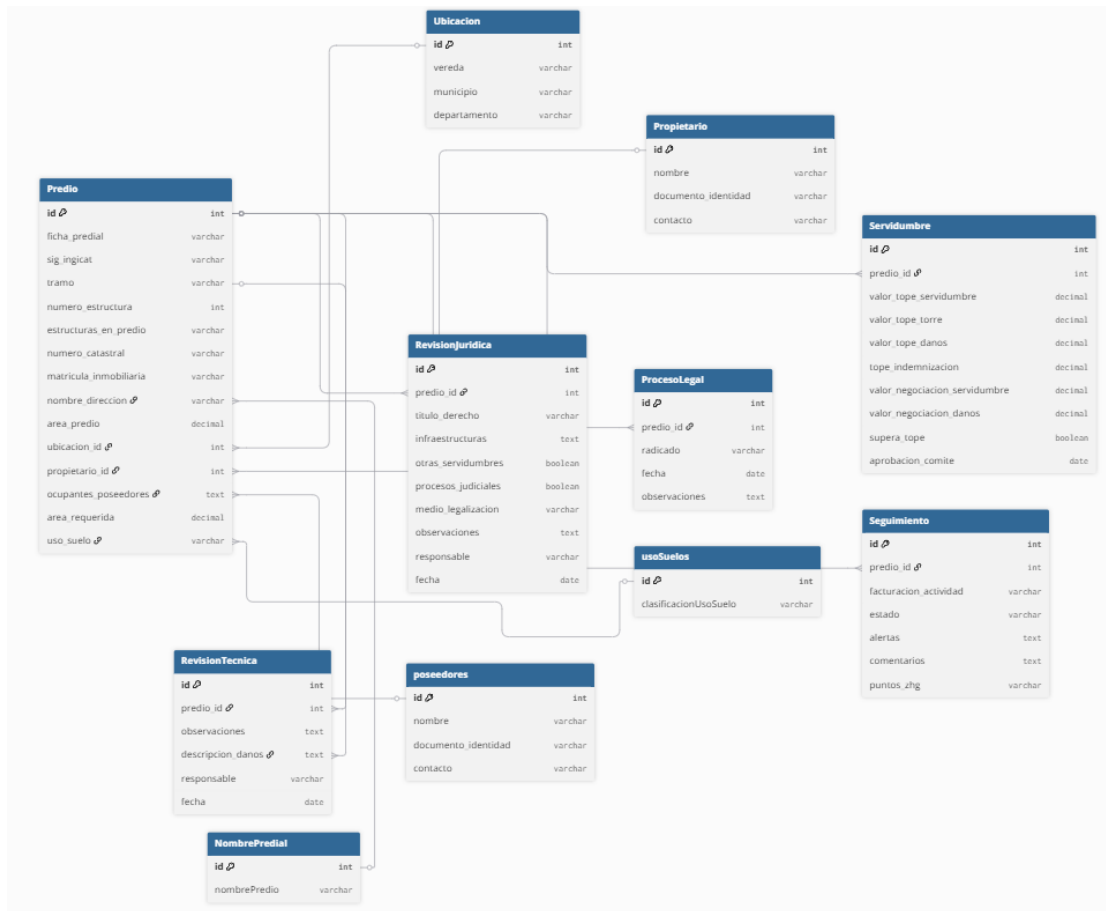 Ubicacion
id int
vereda varchar
municipio varchar
departamento varchar
Propietario
id int
nombre varchar
documento_identidad varchar
contacto varchar
Predio
id int
ficha_predial varchar
sig_ingicat varchar
tramo varchar
numero_estructura int
estructuras_en_predio varchar
numero_catastral varchar
matricula_inmobiliaria varchar
nombre_direccion varchar
area_predio decimal
ubicacion_id int
propietario_id int
ocupantes_poseedores text
area_requerida decimal
uso_suelo varchar
Servidumbre
id int
predio_id int
valor_tope_servidumbre decimal
valor_tope_torre decimal
valor_tope_danos decimal
tope_indemnizacion decimal
valor_negociacion_servidumbre decimal
valor_negociacion_danos decimal
supera_tope boolean
aprobacion_comite date
RevisionJuridica
id int
predio_id int
titulo_derecho varchar
infraestructuras text
otras_servidumbres boolean
procesos_judiciales boolean
medio_legalizacion varchar
observaciones text
responsable varchar
fecha date
ProcesoLegal
id int
predio_id int
radicado varchar
fecha date
observaciones text
Seguimiento
id int
predio_id int
facturacion_actividad varchar
estado varchar
alertas text
comentarios text
puntos_zhg varchar
usoSuelos
id int
clasificacionUsoSuelo varchar
RevisionTecnica
id int
predio_id int
observaciones text
descripcion_danos text
responsable varchar
fecha date
poseedores
id int
nombre varchar
documento_identidad varchar
contacto varchar
NombrePredial
id int
nombrePredio varchar